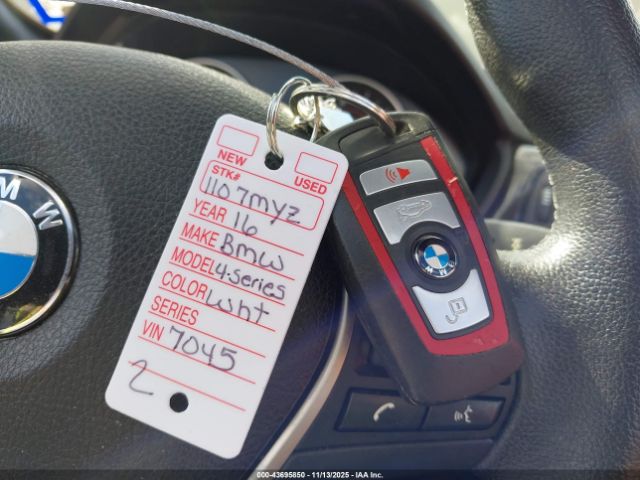 NEW
USED
STK#
1107myz
YEAR 16
MAKE Bmw
MODEL 4-Series
COLOR Wht
SERIES
VIN 7045
2
BMW
BMW
000-43695850 - 11/13/2025 - IAA Inc.